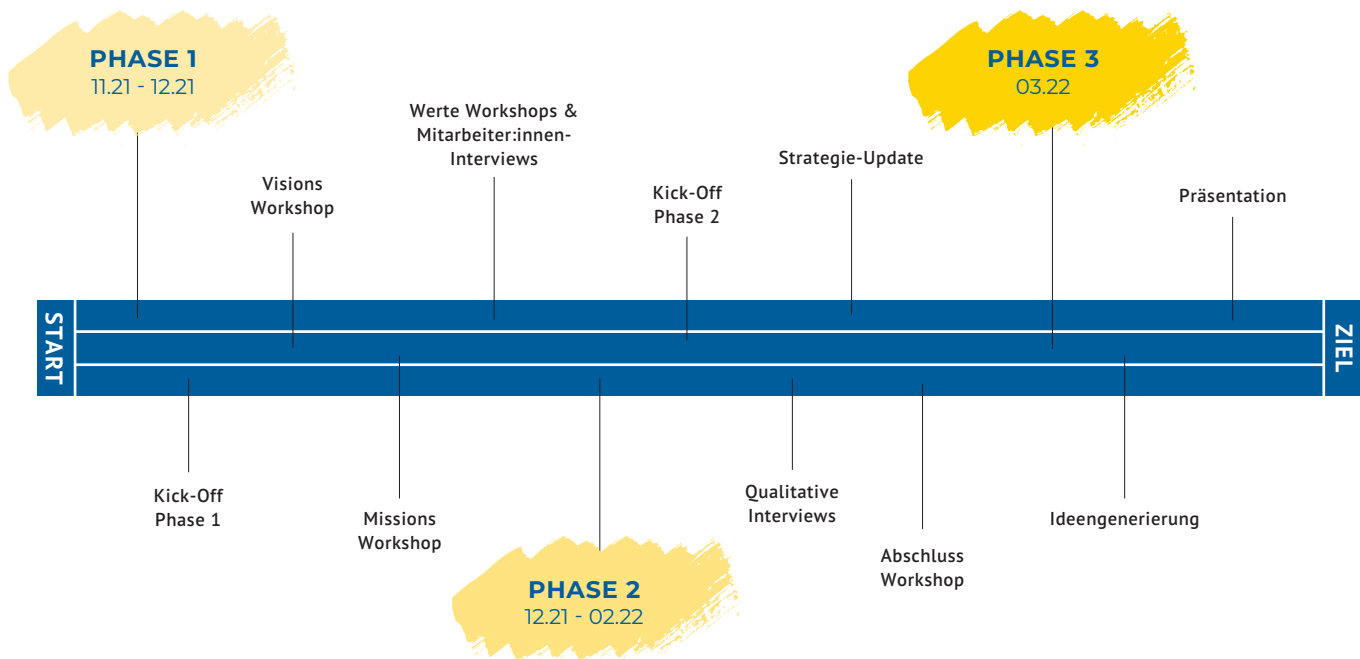 PHASE 1
11.21 - 12.21
PHASE 3
03.22
Werte Workshops &
Mitarbeiter:innen-
Interviews
Visions
Workshop
Kick-Off
Phase 2
Strategie-Update
Präsentation
START
ZIEL
Kick-Off
Phase 1
Missions
Workshop
Qualitative
Interviews
Abschluss
Workshop
Ideengenerierung
PHASE 2
12.21 - 02.22